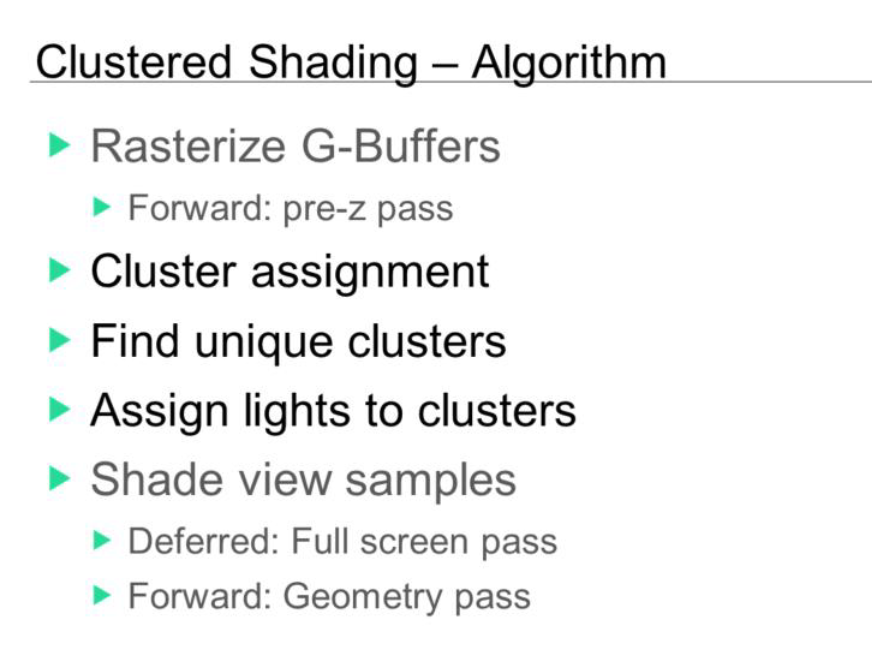 Clustered Shading – Algorithm
Rasterize G-Buffers
Forward: pre-z pass
Cluster assignment
Find unique clusters
Assign lights to clusters
Shade view samples
Deferred: Full screen pass
Forward: Geometry pass